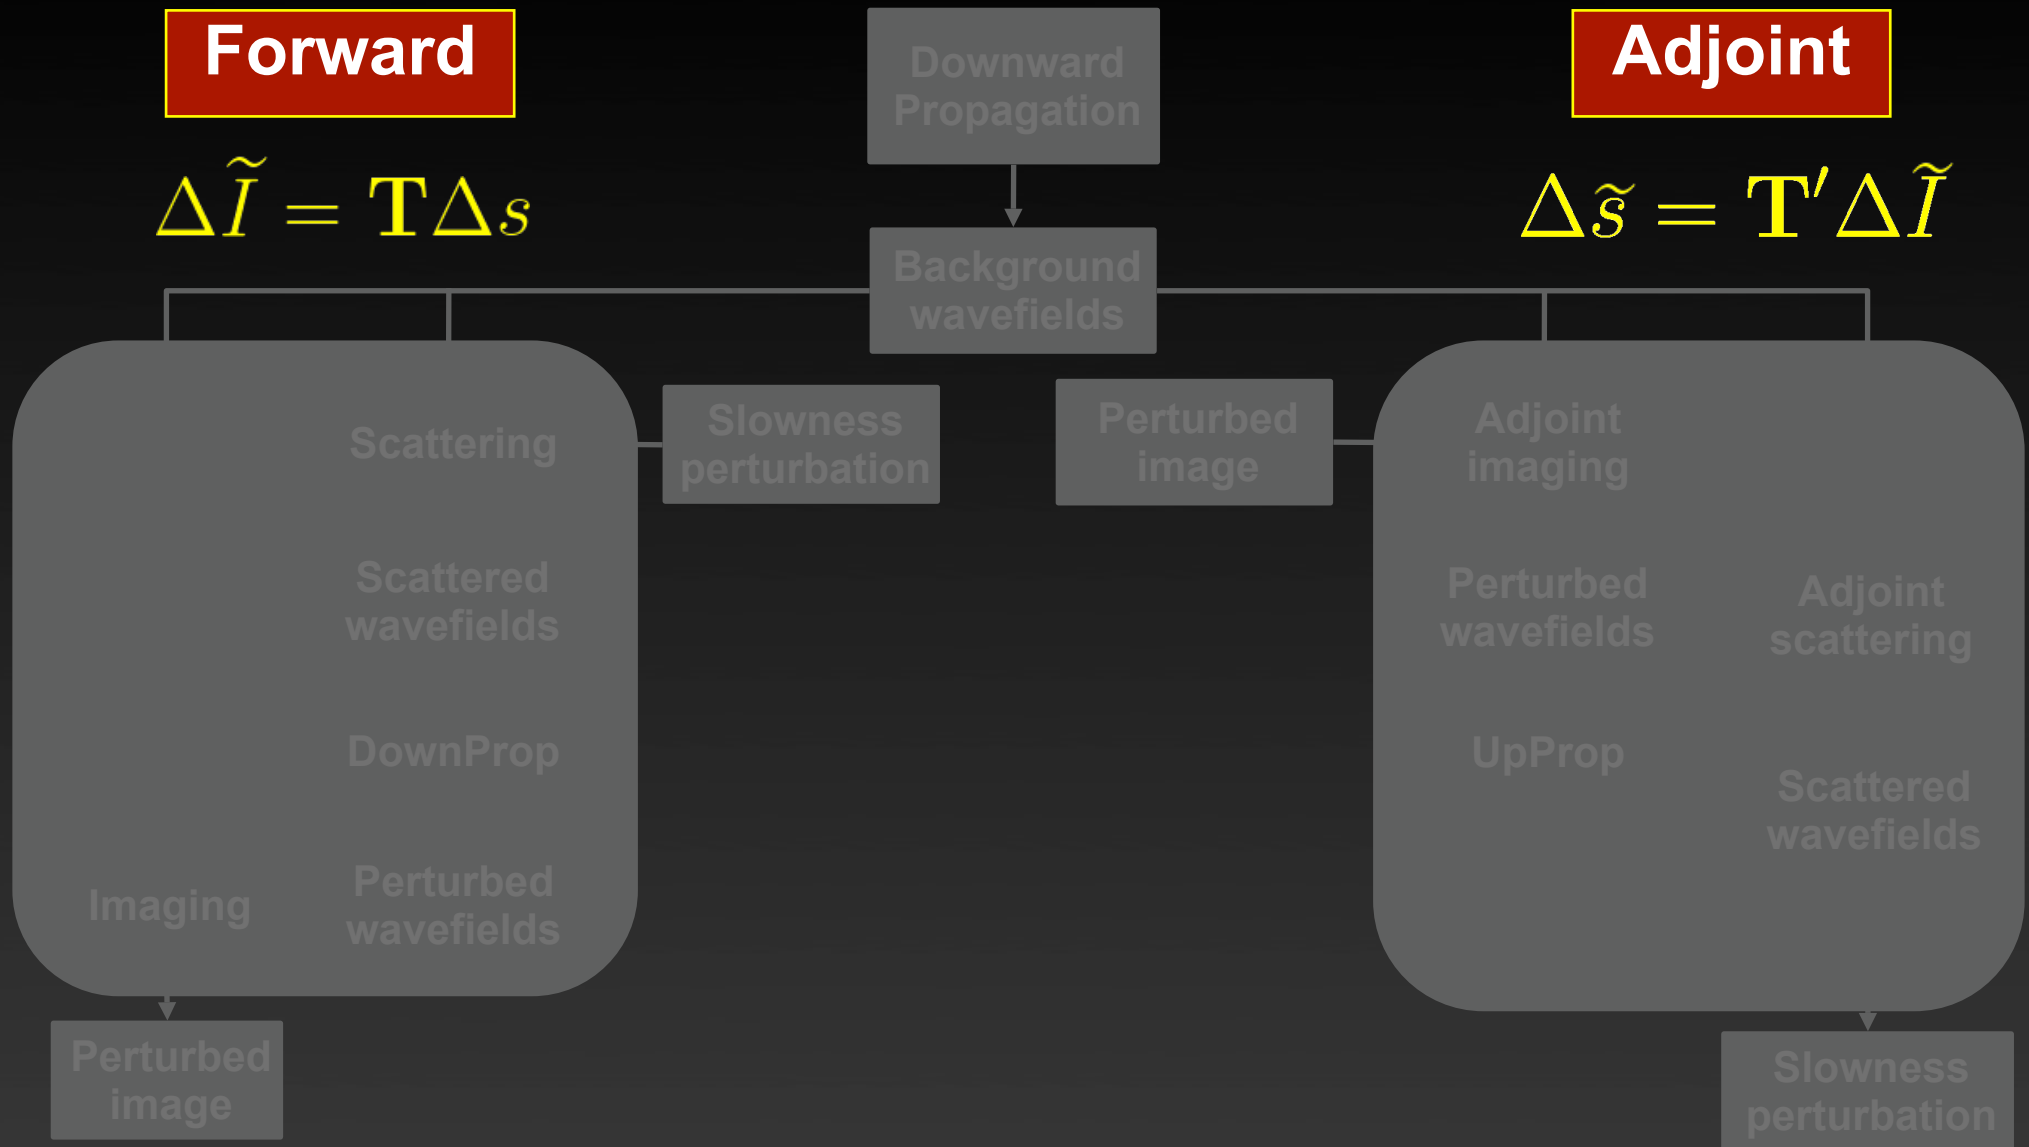 Forward
Adjoint
Downward
Propagation
ΔĨ = TΔs
Δs̃ = T′ΔĨ
Background
wavefields
Scattering
Slowness
perturbation
Scattered
wavefields
DownProp
Imaging
Perturbed
wavefields
Perturbed
image
Perturbed
image
Adjoint
imaging
Perturbed
wavefields
Adjoint
scattering
UpProp
Scattered
wavefields
Slowness
perturbation